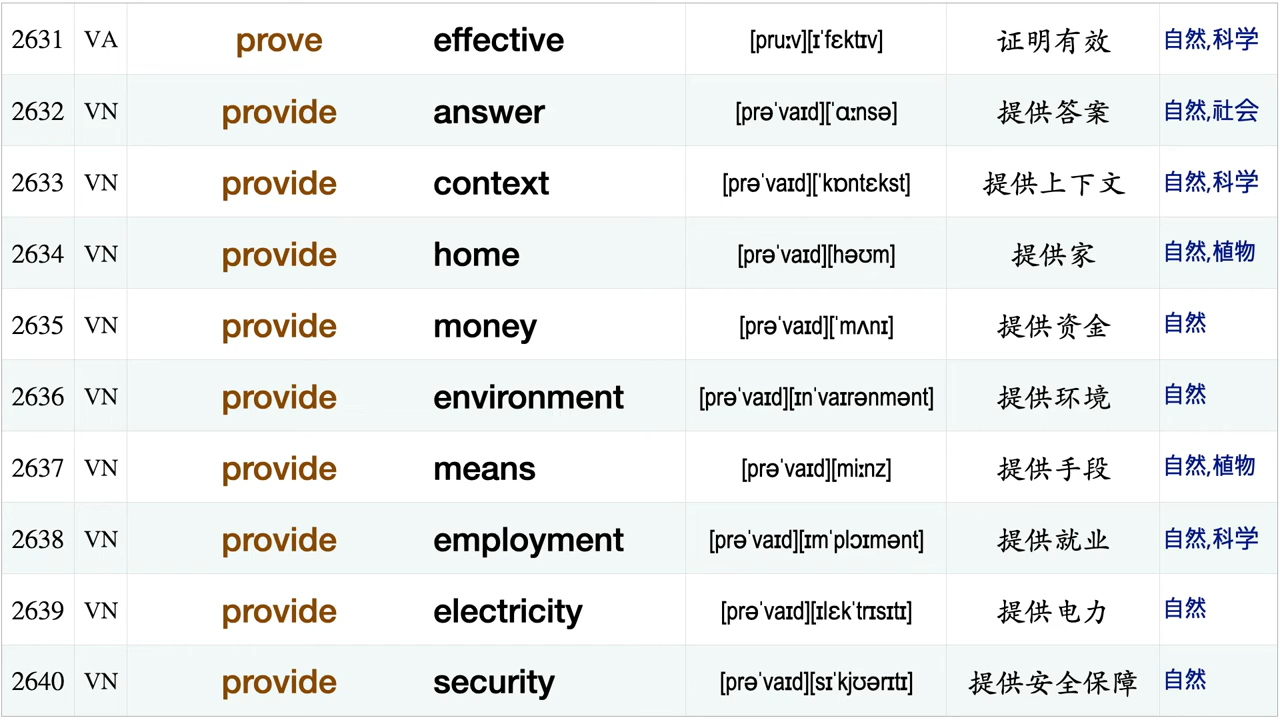 2631 VA prove effective [pruːv][ɪˈfɛktɪv] 证明有效 自然,科学
2632 VN provide answer [prəˈvaɪd][ˈɑːnsə] 提供答案 自然,社会
2633 VN provide context [prəˈvaɪd][ˈkɒntɛkst] 提供上下文 自然,科学
2634 VN provide home [prəˈvaɪd][həʊm] 提供家 自然,植物
2635 VN provide money [prəˈvaɪd][ˈmʌnɪ] 提供资金 自然
2636 VN provide environment [prəˈvaɪd][ɪnˈvaɪrənmənt] 提供环境 自然
2637 VN provide means [prəˈvaɪd][miːnz] 提供手段 自然,植物
2638 VN provide employment [prəˈvaɪd][ɪmˈplɔɪmənt] 提供就业 自然,科学
2639 VN provide electricity [prəˈvaɪd][ɪlɛkˈtrɪsɪtɪ] 提供电力 自然
2640 VN provide security [prəˈvaɪd][sɪˈkjʊərɪtɪ] 提供安全保障 自然